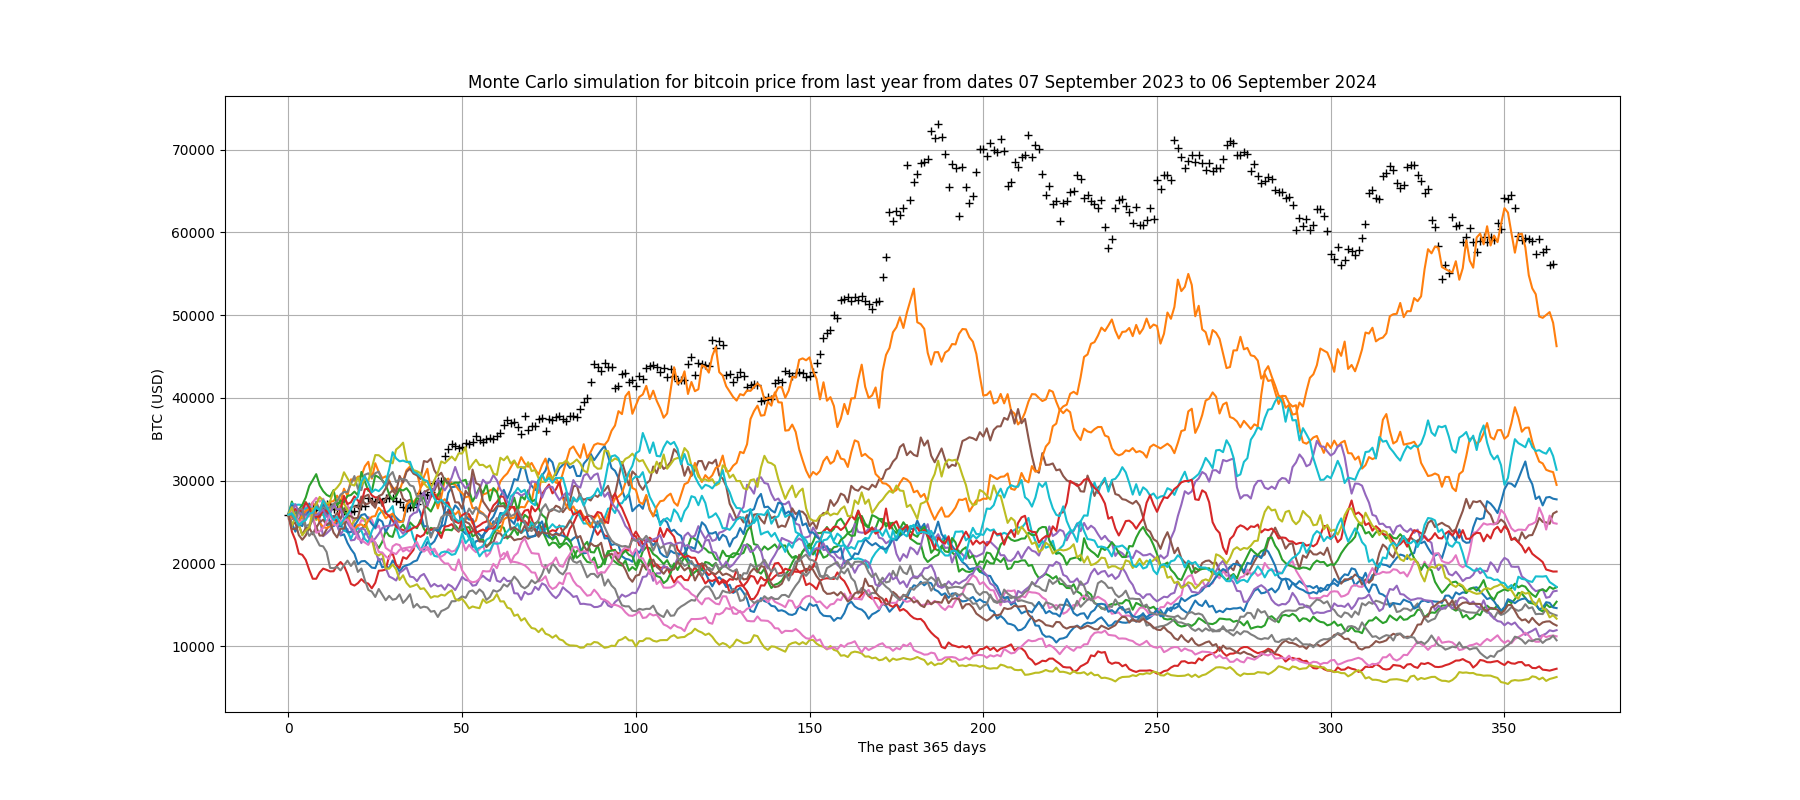 Monte Carlo simulation for bitcoin price from last year from dates 07 September 2023 to 06 September 2024
BTC (USD)
70000
60000
50000
40000
30000
20000
10000
0 50 100 150 200 250 300 350
The past 365 days